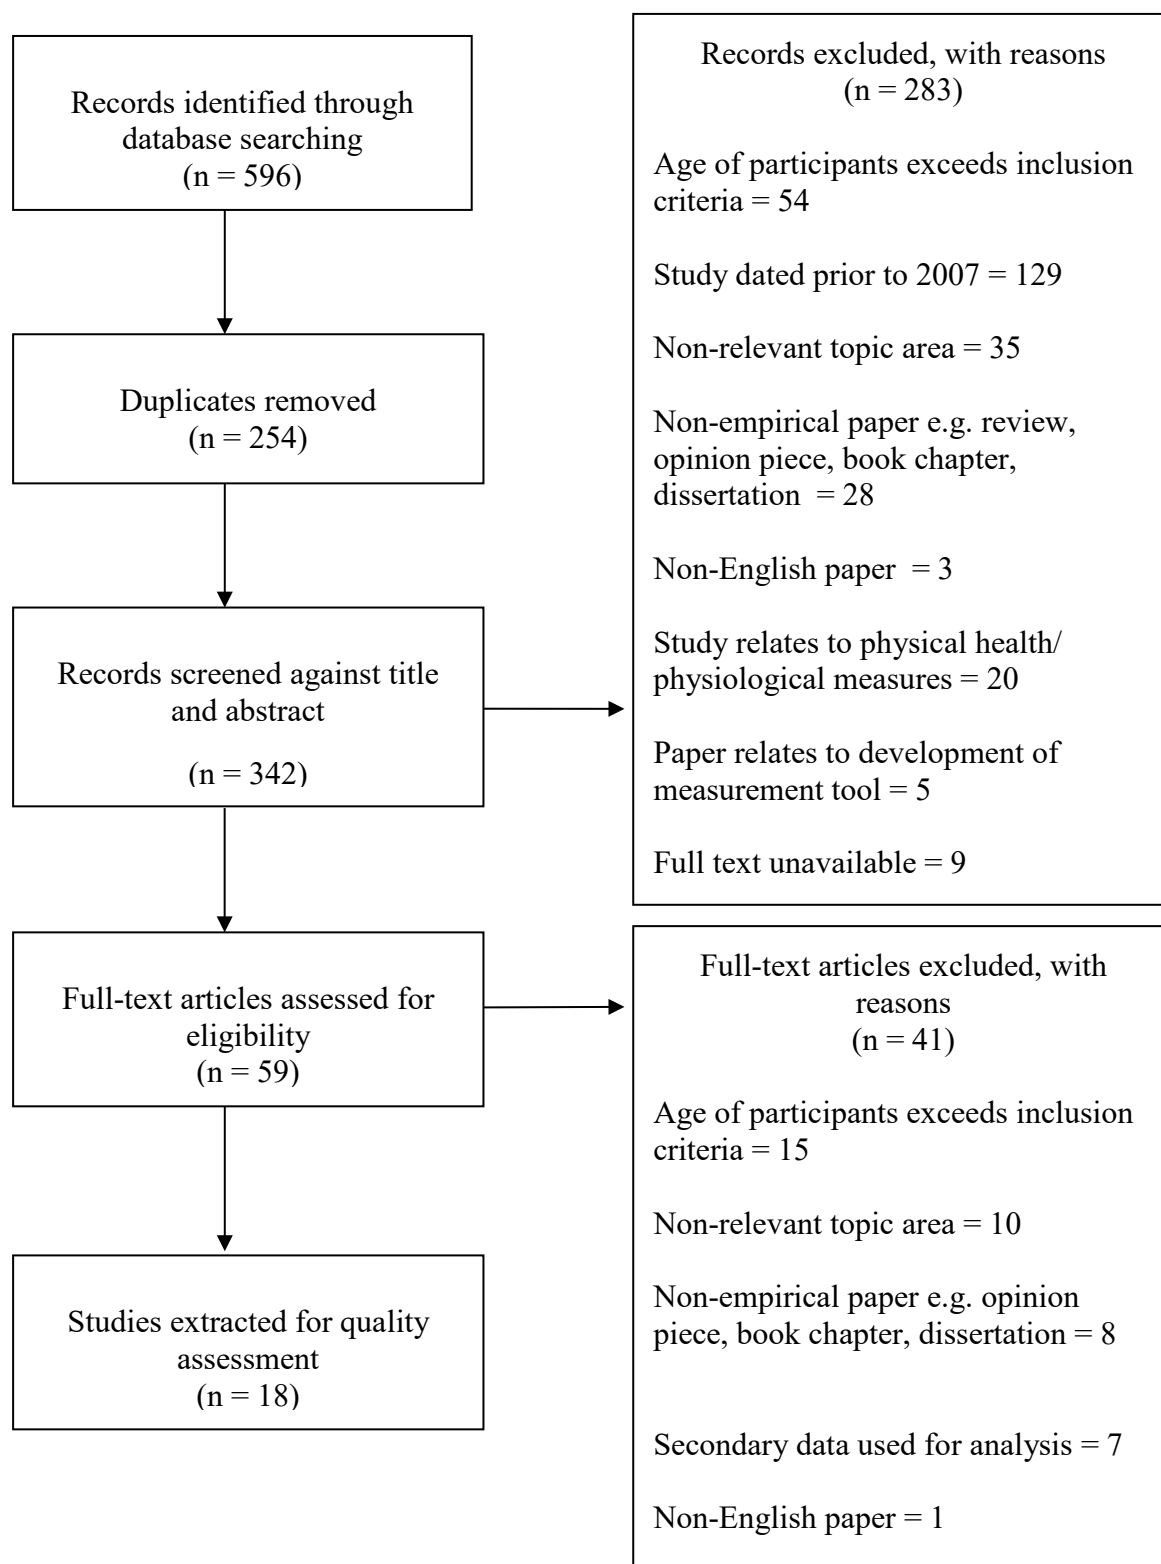 Records identified through
database searching
(n = 596)
Duplicates removed
(n = 254)
Records screened against title
and abstract
(n = 342)
Full-text articles assessed for
eligibility
(n = 59)
Studies extracted for quality
assessment
(n = 18)
Records excluded, with reasons
(n = 283)
Age of participants exceeds inclusion
criteria = 54
Study dated prior to 2007 = 129
Non-relevant topic area = 35
Non-empirical paper e.g. review,
opinion piece, book chapter,
dissertation = 28
Non-English paper = 3
Study relates to physical health/
physiological measures = 20
Paper relates to development of
measurement tool = 5
Full text unavailable = 9
Full-text articles excluded, with
reasons
(n = 41)
Age of participants exceeds inclusion
criteria = 15
Non-relevant topic area = 10
Non-empirical paper e.g. opinion
piece, book chapter, dissertation = 8
Secondary data used for analysis = 7
Non-English paper = 1